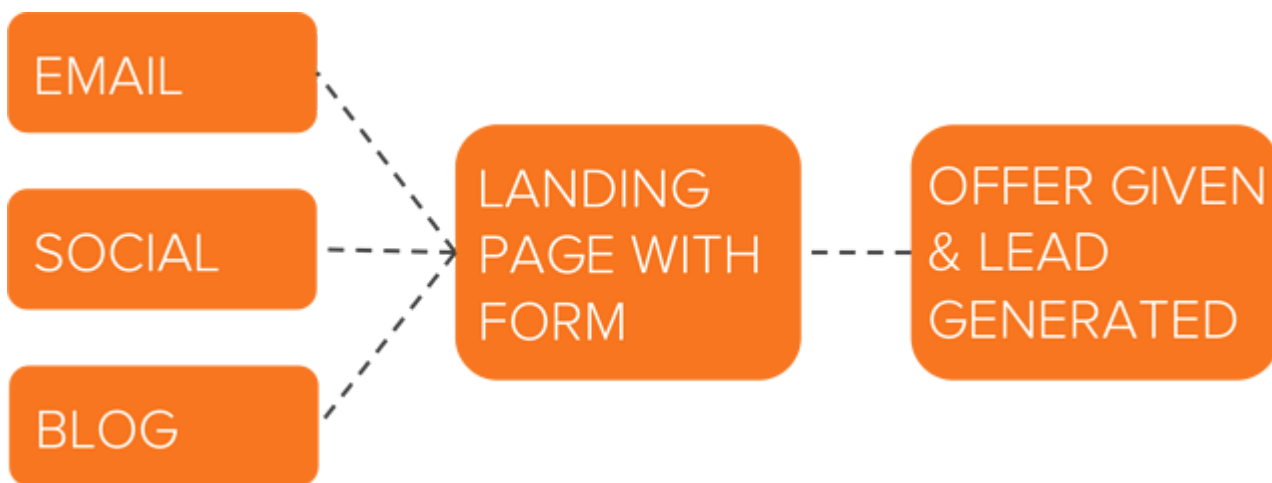 EMAIL
SOCIAL
BLOG
LANDING
PAGE WITH
FORM
OFFER GIVEN
& LEAD
GENERATED